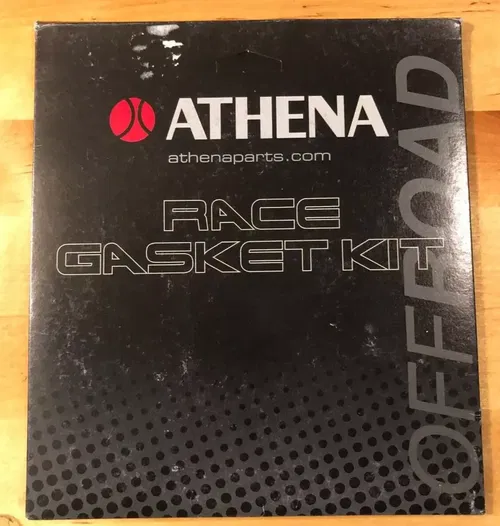 ATHENA
athenaparts.com
RACE
GASKET KIT
OFFROAD